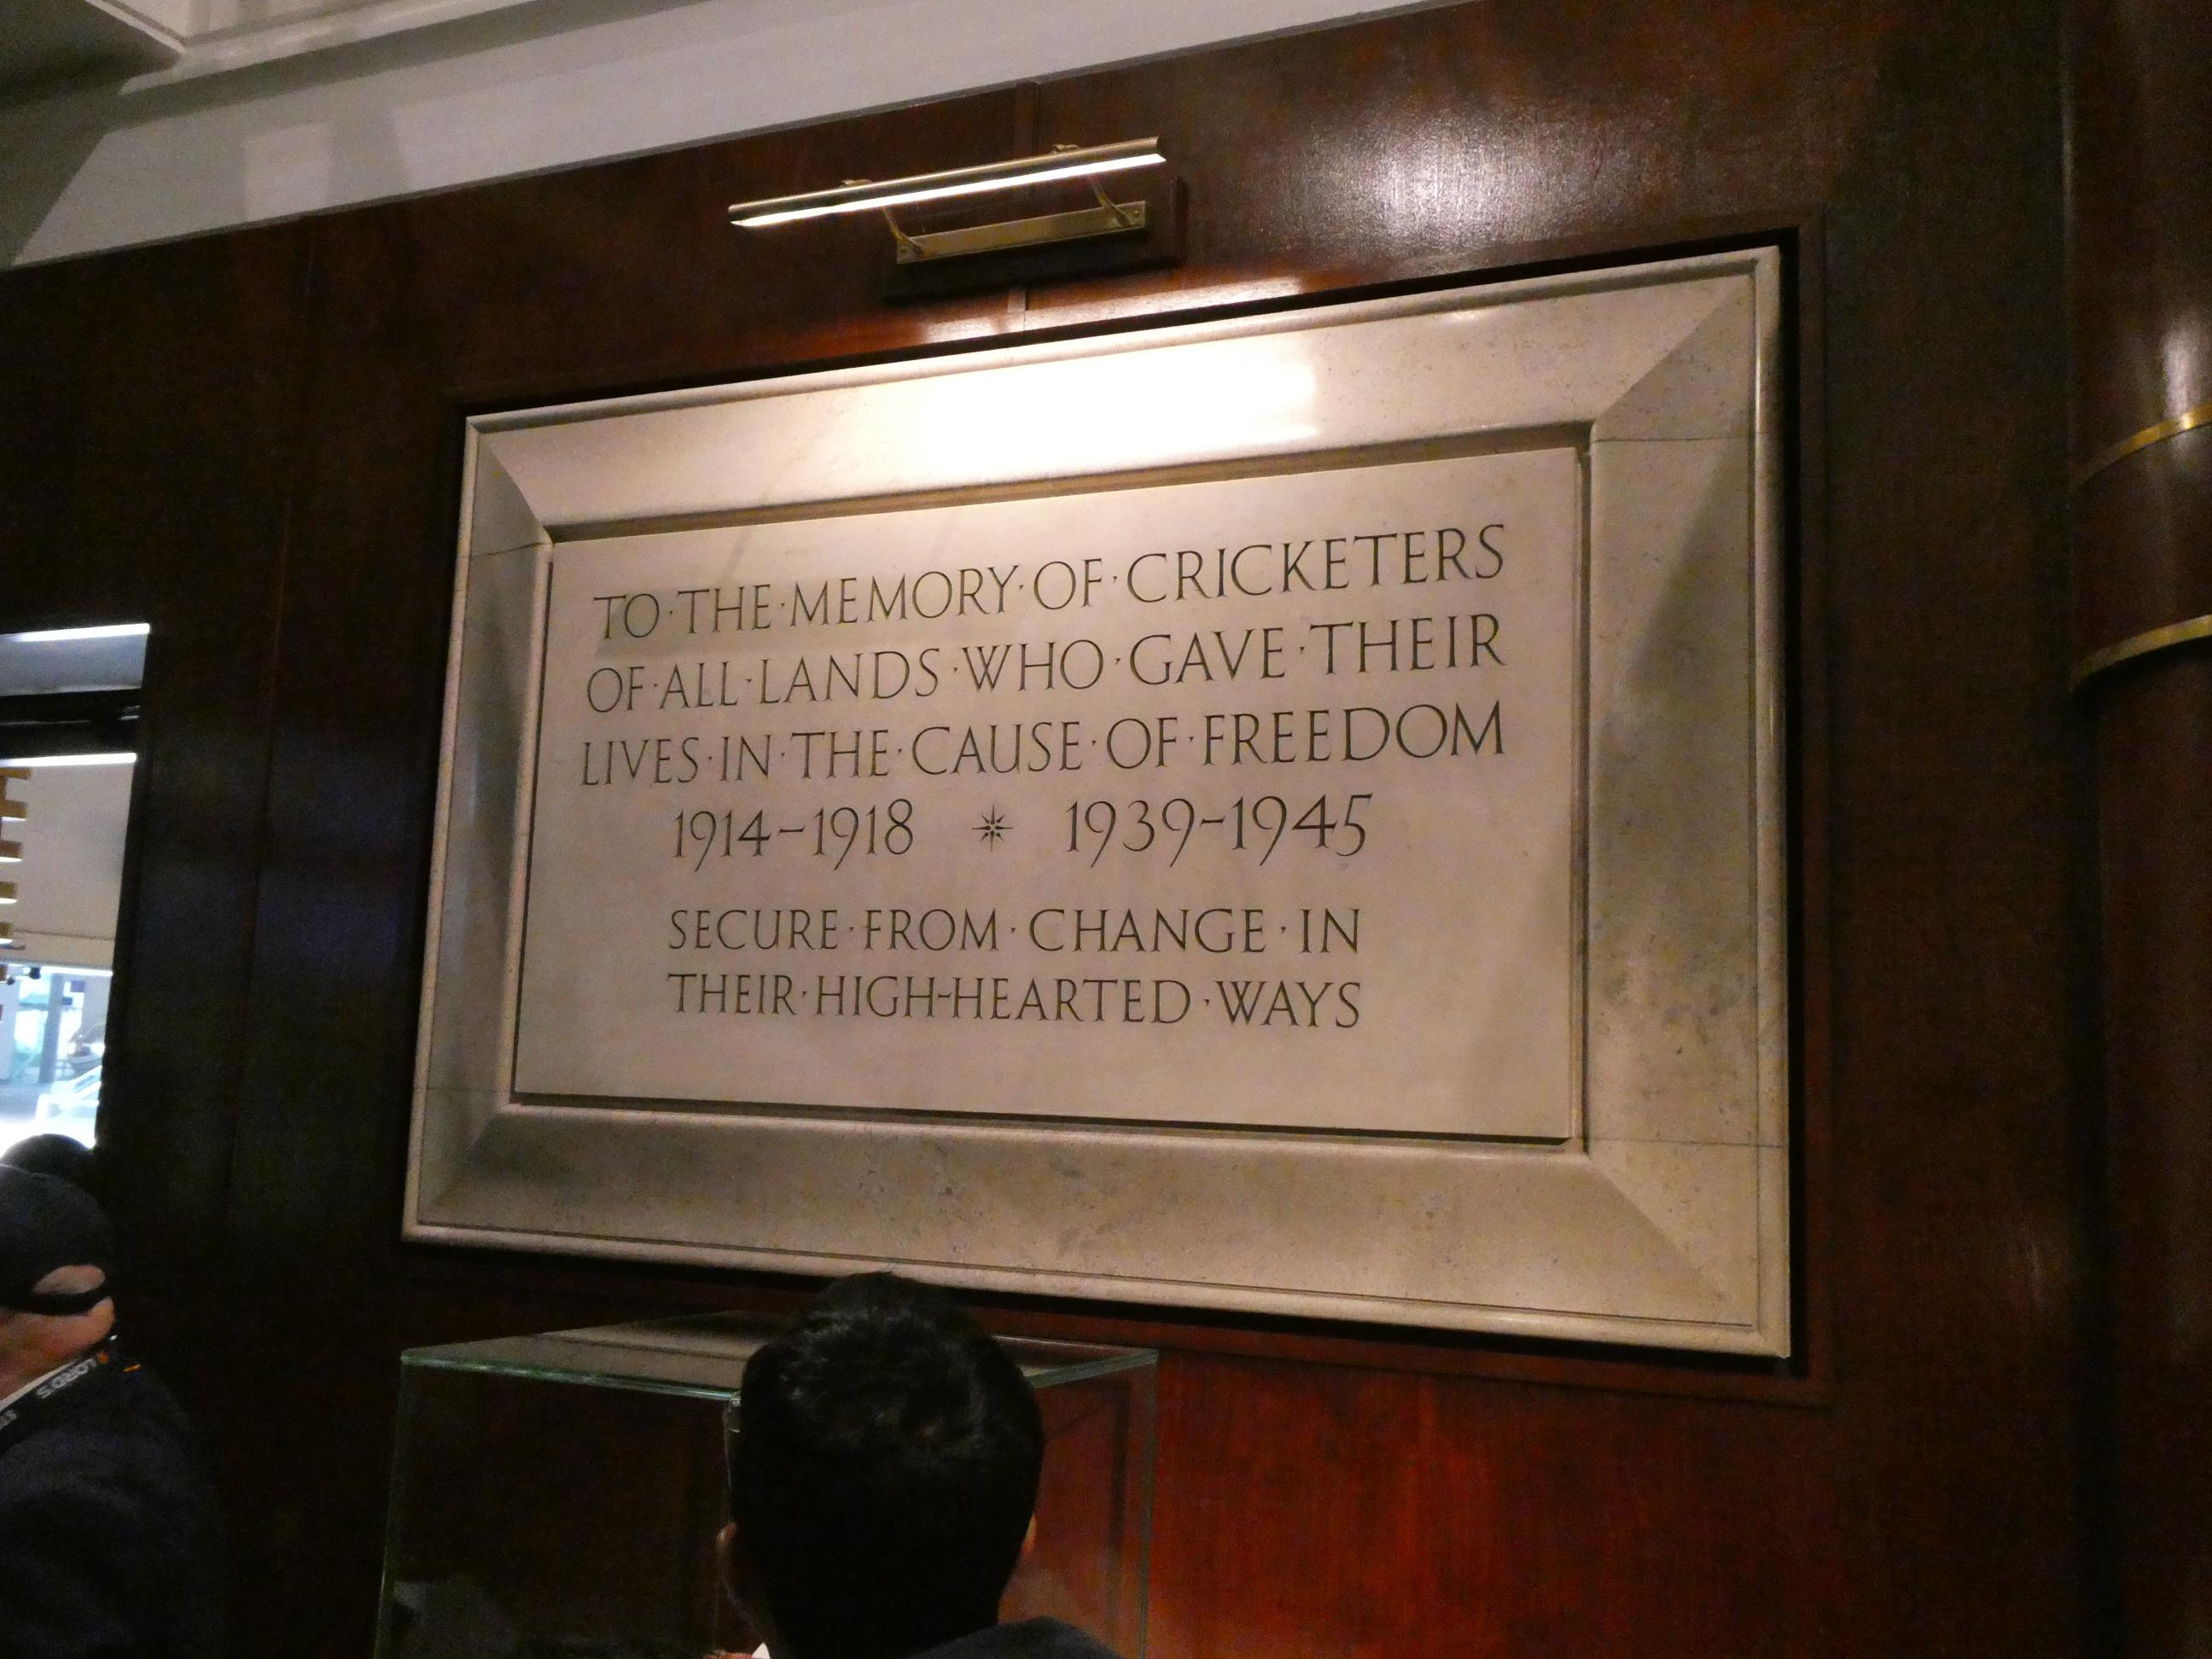 TO·THE·MEMORY·OF·CRICKETERS
OF·ALL·LANDS·WHO·GAVE·THEIR
LIVES·IN·THE·CAUSE·OF·FREEDOM
1914–1918 * 1939–1945
SECURE·FROM·CHANGE·IN
THEIR·HIGH-HEARTED·WAYS
LORD'S